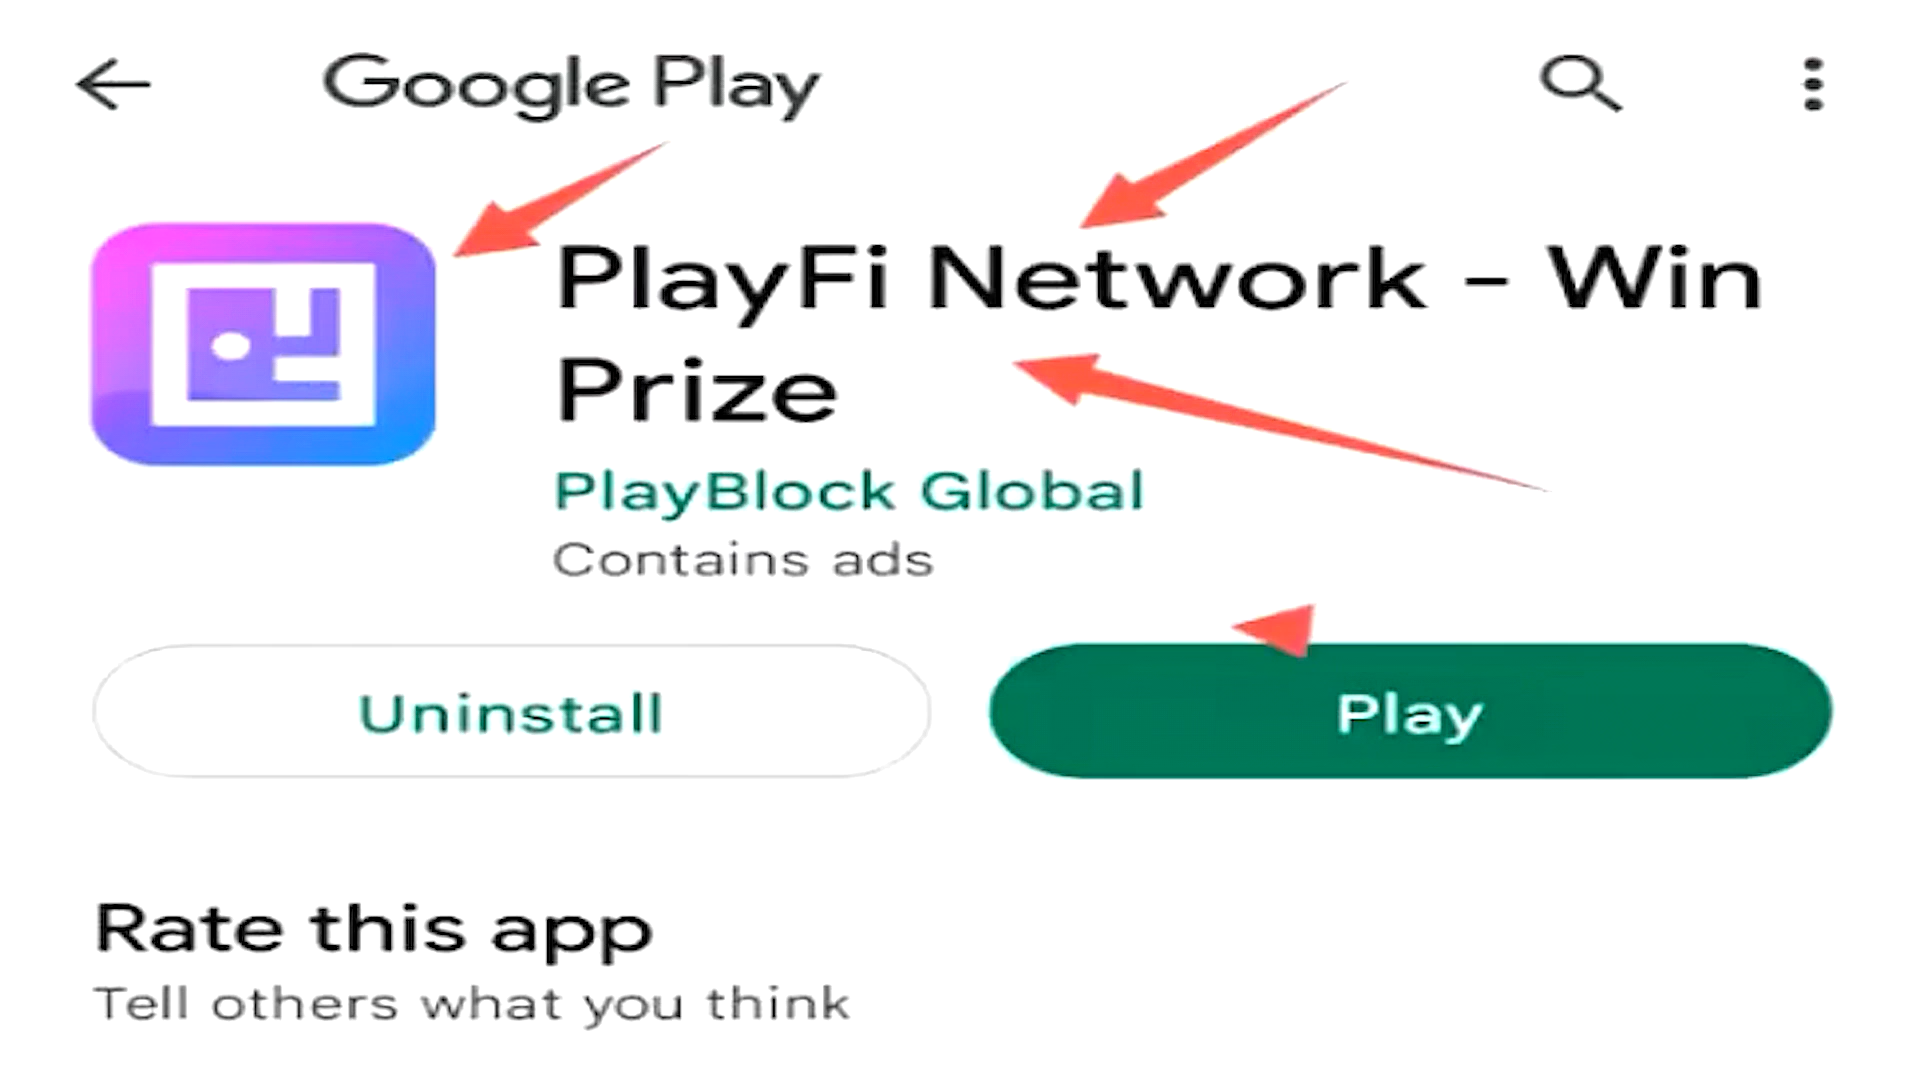 Google Play
PlayFi Network - Win
Prize
PlayBlock Global
Contains ads
Uninstall
Play
Rate this app
Tell others what you think